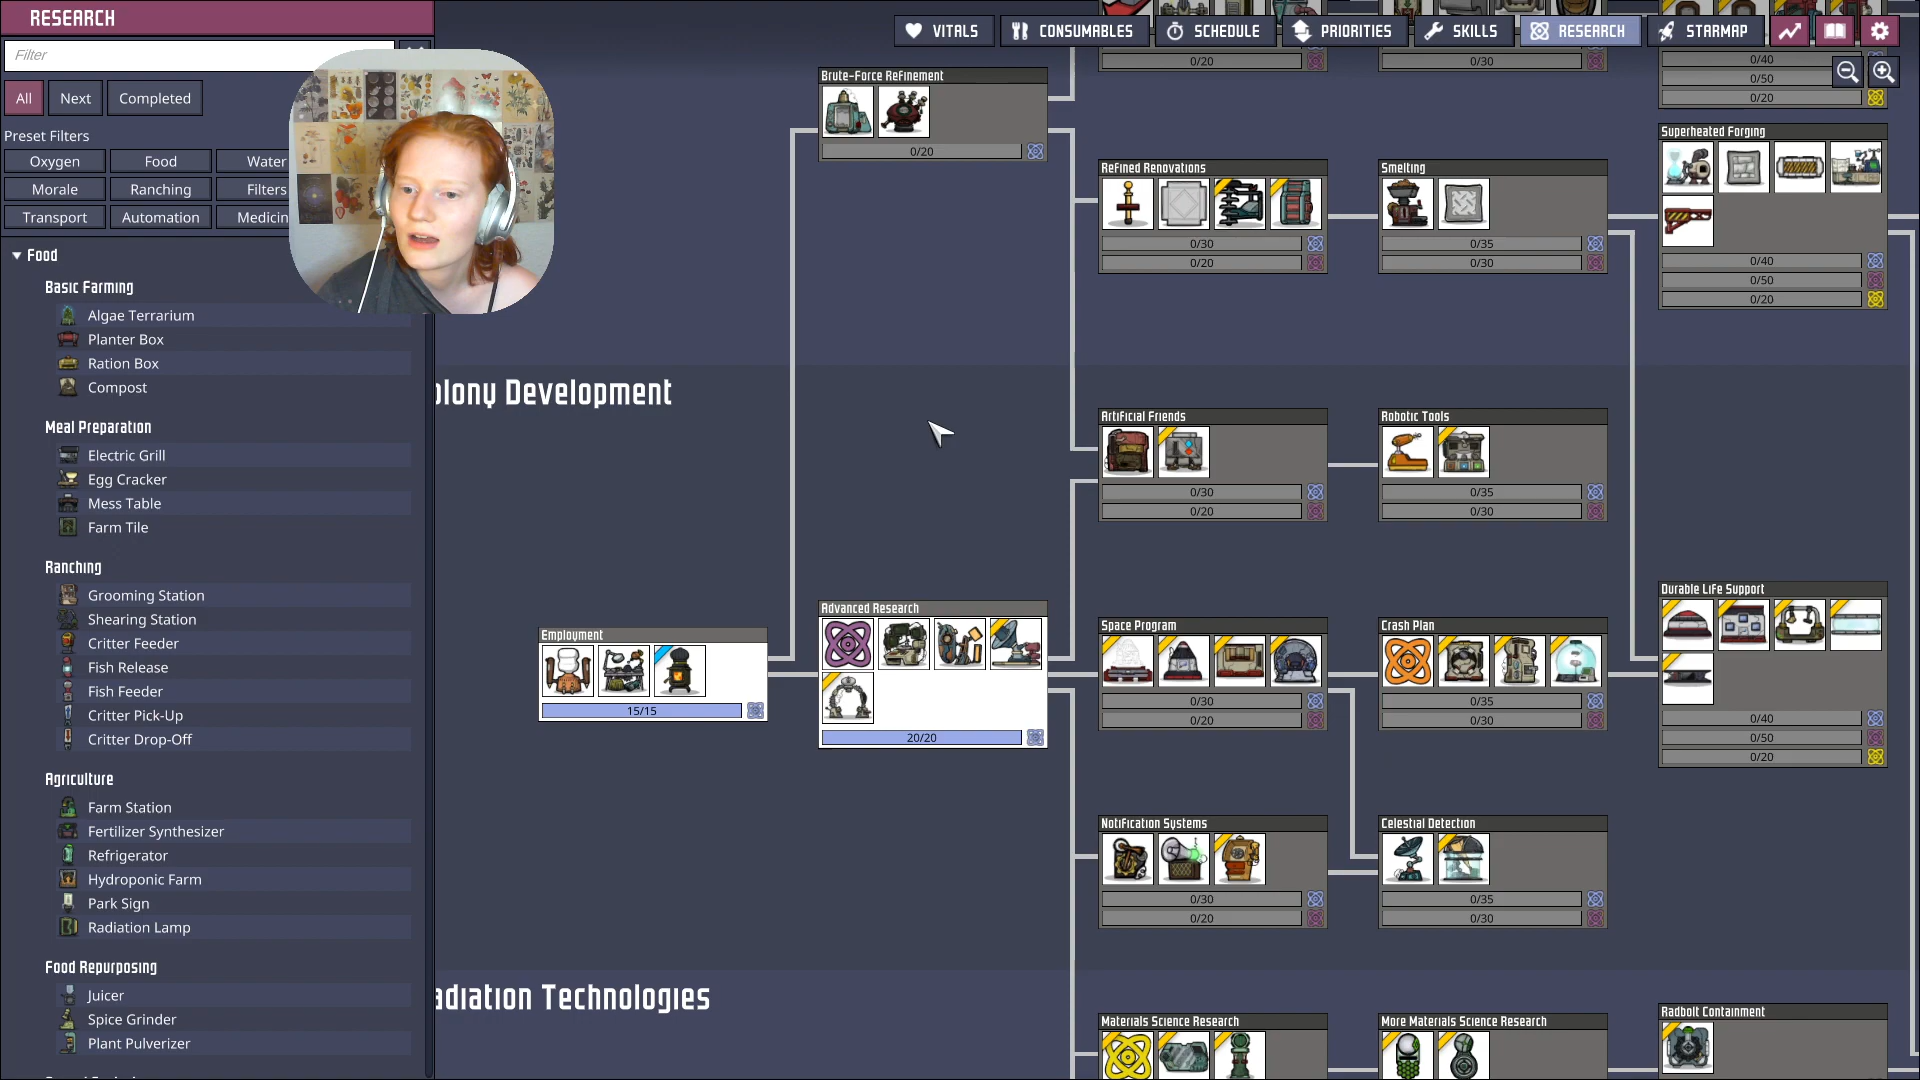 RESEARCH
VITALS
CONSUMABLES
SCHEDULE
PRIORITIES
SKILLS
RESEARCH
STARMAP
Filter
All
Next
Completed
Preset Filters
Oxygen
Food
Water
Morale
Ranching
Filters
Transport
Automation
Medicin
Food
Basic Farming
Algae Terrarium
Planter Box
Ration Box
Compost
Meal Preparation
Electric Grill
Egg Cracker
Mess Table
Farm Tile
Ranching
Grooming Station
Shearing Station
Critter Feeder
Fish Release
Fish Feeder
Critter Pick-Up
Critter Drop-Off
Agriculture
Farm Station
Fertilizer Synthesizer
Refrigerator
Hydroponic Farm
Park Sign
Radiation Lamp
Food Repurposing
Juicer
Spice Grinder
Plant Pulverizer
0/20
0/30
0/40
0/50
0/20
Brute-Force Refinement
0/20
Refined Renovations
0/30
0/20
Smelting
0/35
0/30
Superheated Forging
0/40
0/50
0/20
olony Development
Artificial Friends
0/30
0/20
Robotic Tools
0/35
0/30
Employment
15/15
Advanced Research
20/20
Space Program
0/30
0/20
Crash Plan
0/35
0/30
Durable Life Support
0/40
0/50
0/20
Notification Systems
0/30
0/20
Celestial Detection
0/35
0/30
adiation Technologies
Materials Science Research
More Materials Science Research
Radbolt Containment